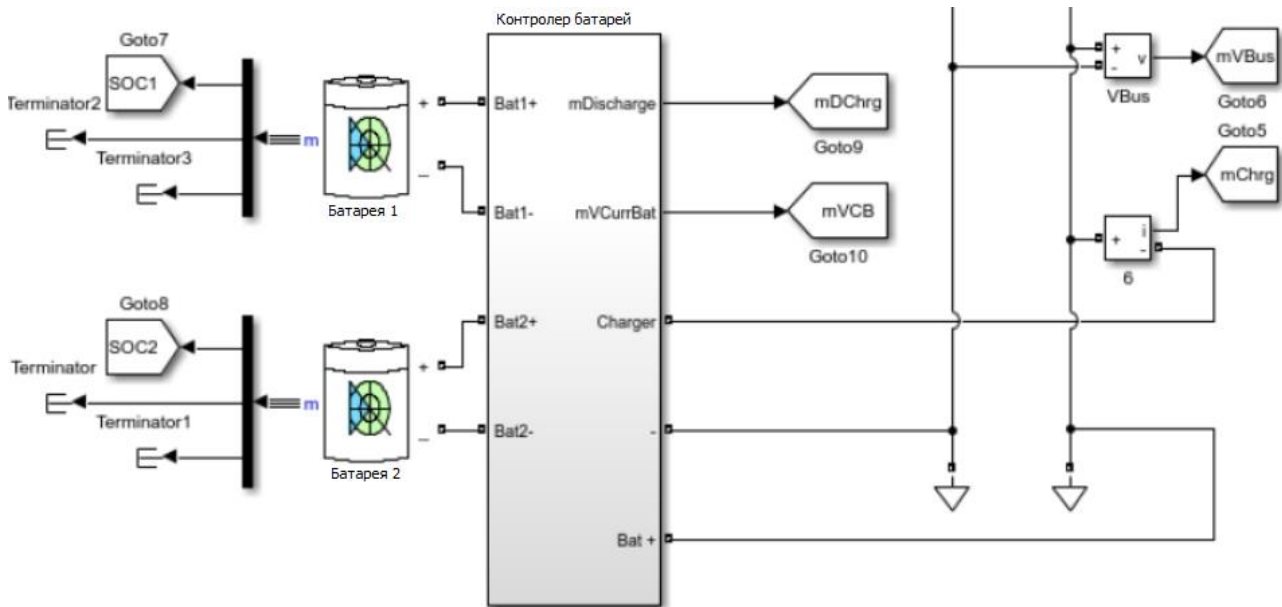 Контролер батарей
Goto7
SOC1
Terminator2
Terminator3
m
+
_
Батарея 1
Bat1+
Bat1-
mDischarge
mDChrg
Goto9
mVCurrBat
mVCB
Goto10
+
-
v
VBus
mVBus
Goto6
Goto5
mChrg
+
i
-
6
Goto8
SOC2
Terminator
Terminator1
m
+
_
Батарея 2
Bat2+
Bat2-
Charger
-
Bat +